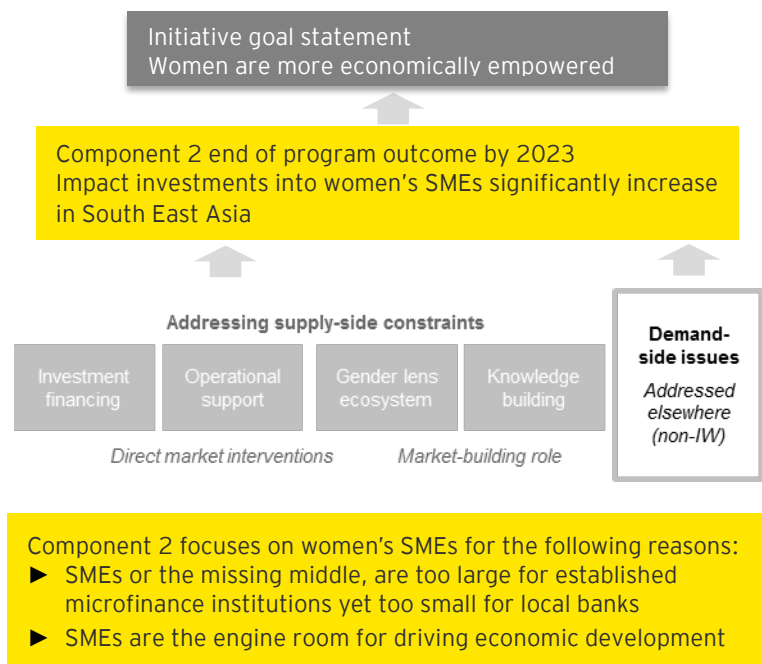 Initiative goal statement
Women are more economically empowered
Component 2 end of program outcome by 2023
Impact investments into women's SMEs significantly increase
in South East Asia
Addressing supply-side constraints
Investment
financing
Operational
support
Gender lens
ecosystem
Knowledge
building
Direct market interventions
Market-building role
Demand-
side issues
Addressed
elsewhere
(non-IW)
Component 2 focuses on women's SMEs for the following reasons:
► SMEs or the missing middle, are too large for established
microfinance institutions yet too small for local banks
► SMEs are the engine room for driving economic development